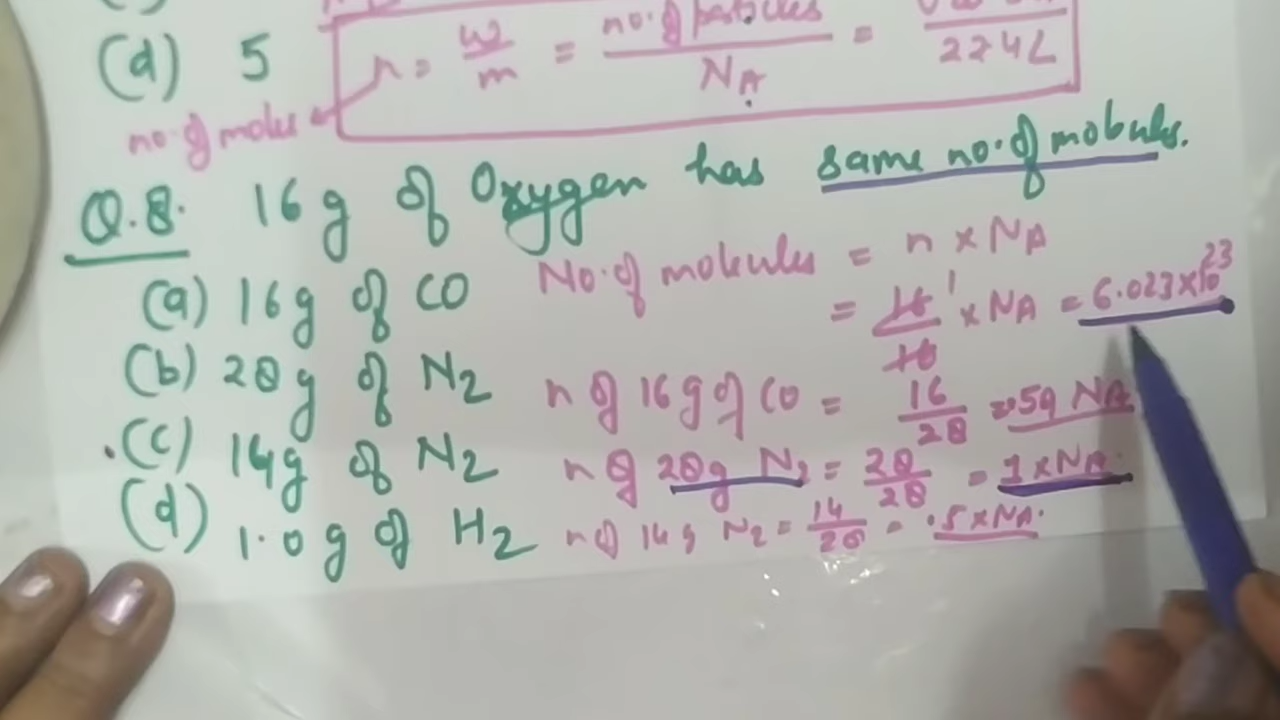 (d) 5
n = w/m = no. of particles/NA = /22.4L
no. of moles
Q.8. 16 g of Oxygen has same no. of molecules.
No. of molecules = n × NA
(a) 16 g of CO
= 16/16 1 × NA = 6.023×10²³
(b) 28 g of N2
n of 16 g of CO = 16/28 = .59 NA
(c) 14 g of N2
n of 28g N2 = 28/28 = 1×NA.
(d) 1.0 g of H2
n of 14 g N2 = 14/28 = .5 × NA.